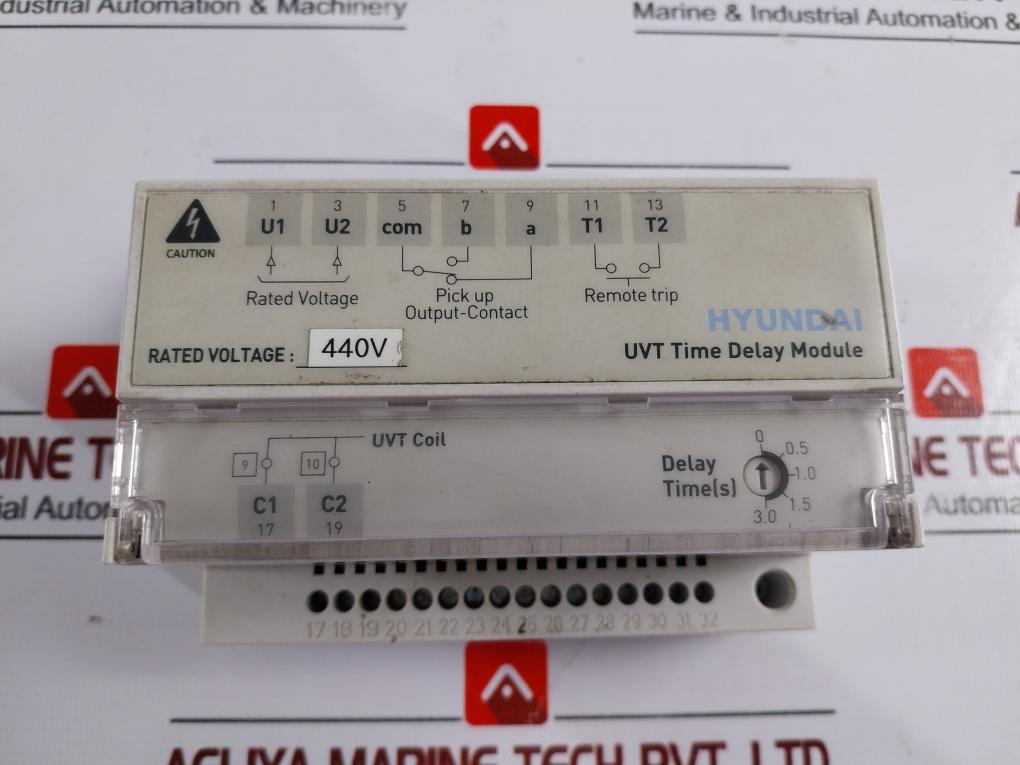 dustrial Automation & Machinery
Marine & Industrial Automation &
1 3 5 7 9 11 13
U1 U2 com b a T1 T2
CAUTION
Rated Voltage
Pick up
Output-Contact
Remote trip
HYUNDAI
RATED VOLTAGE : 440V
UVT Time Delay Module
UVT Coil
9 10
C1 C2
17 19
Delay
Time(s)
0
0.5
1.0
1.5
3.0
RINE TE
NE TEC
ial Autom
Industrial Automation &
17 18 19 20 21 22 23 24 25 26 27 28 29 30 31 32
AELIYA MARINE TECH PVT. LTD